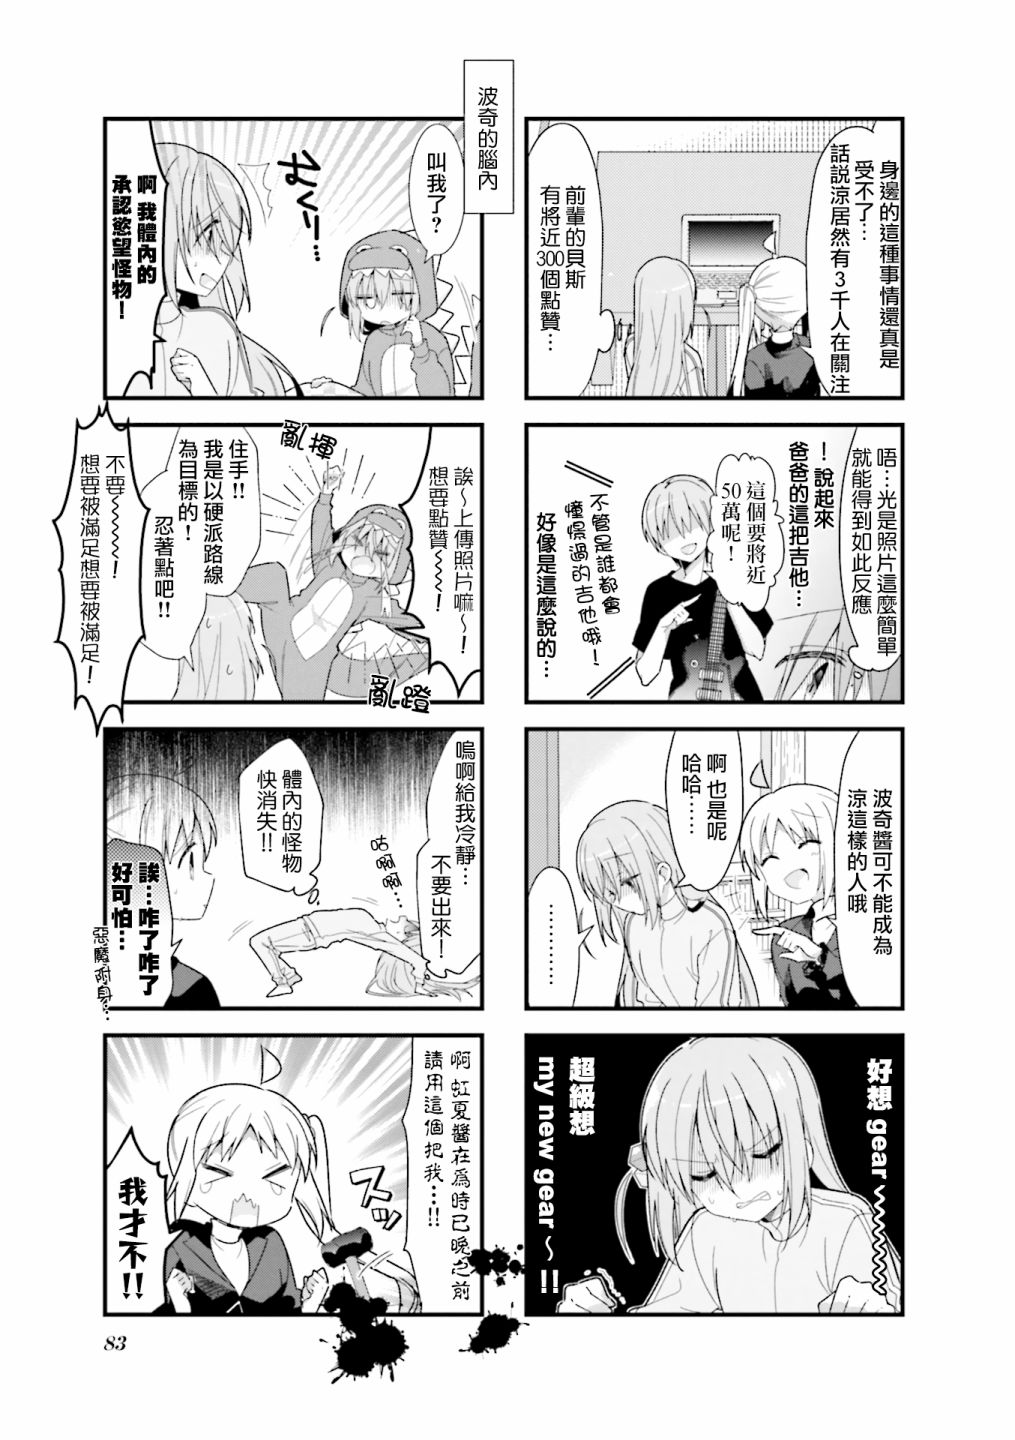 身邊的這種事情還真是
受不了…
話說涼居然有3千人在關注
前輩的貝斯
有將近300個點贊…
唔…光是照片這麼簡單
就能得到如此反應
！說起來
爸爸的這把吉他…
這個要將近
50萬呢！
不管是誰都會
憧憬過的吉他哦！
好像是這麼說的…
波奇醬可不能成為
涼這樣的人哦
啊 也是呢
哈哈……
………
好想 gear～～～～～
超級想
my new gear～!!
波奇的腦內
叫我了？
啊 我體內的
承認慾望怪物！
誒～上傳照片嘛～！
想要點贊～～～！
亂揮
亂蹬
住手!!
我是以硬派路線
為目標的！
忍著點吧!!
不要～～～～～！
想要被滿足想要被滿足！
嗚啊給我冷靜…
不要出來！
體內的怪物
快消失!!
咕啊啊…
誒…咋了咋了
好可怕…
惡魔附身…
啊 虹夏醬在為時已晚之前
請用這個把我…!!
スッ
我才不!!
83